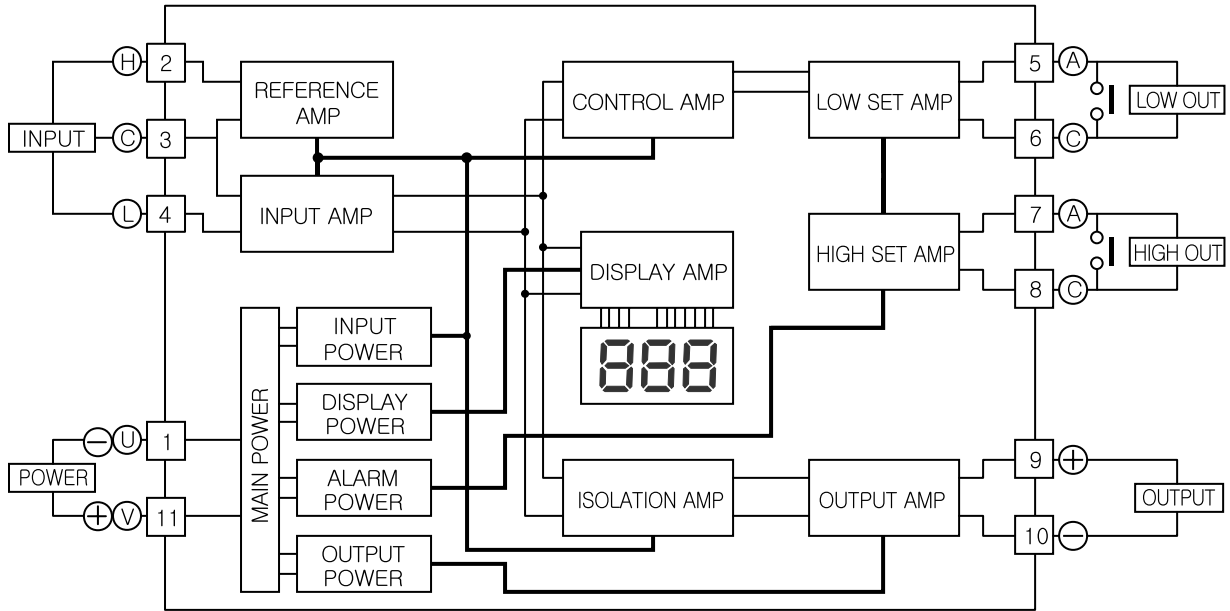 INPUT
H 2
C 3
L 4
REFERENCE
AMP
INPUT AMP
CONTROL AMP
LOW SET AMP
5 A
6 C
LOW OUT
HIGH SET AMP
7 A
8 C
HIGH OUT
DISPLAY AMP
888
MAIN POWER
INPUT
POWER
DISPLAY
POWER
ALARM
POWER
OUTPUT
POWER
POWER
− U 1
+ V 11
ISOLATION AMP
OUTPUT AMP
9 +
10 −
OUTPUT